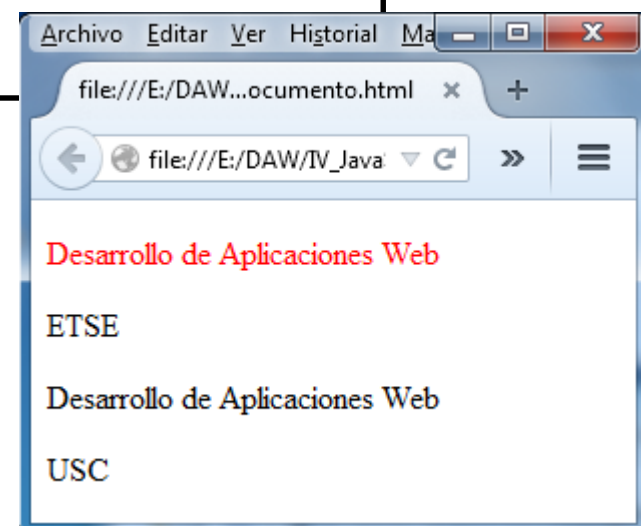 Archivo Editar Ver Historial Ma
file:///E:/DAW...ocumento.html
file:///E:/DAW/IV_Java
Desarrollo de Aplicaciones Web
ETSE
Desarrollo de Aplicaciones Web
USC